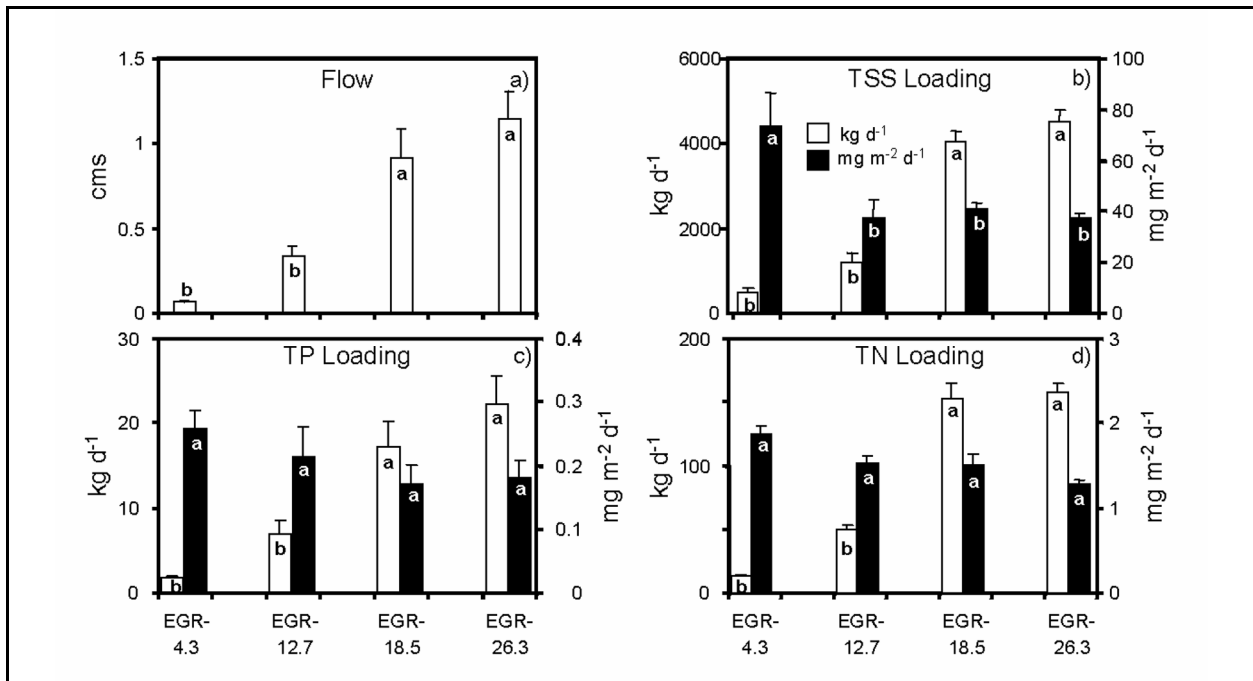 Flow
a)
1.5
1
0.5
0
cms
b
b
a
a
TSS Loading
b)
6000
4000
2000
0
kg d⁻¹
100
80
60
40
20
0
mg m⁻² d⁻¹
kg d⁻¹
mg m⁻² d⁻¹
b
a
b
b
a
b
a
b
TP Loading
c)
30
20
10
0
kg d⁻¹
0.4
0.3
0.2
0.1
0
mg m⁻² d⁻¹
b
a
b
a
a
a
a
a
EGR-
4.3
EGR-
12.7
EGR-
18.5
EGR-
26.3
TN Loading
d)
200
100
0
kg d⁻¹
3
2
1
0
mg m⁻² d⁻¹
b
a
b
a
a
a
a
a
EGR-
4.3
EGR-
12.7
EGR-
18.5
EGR-
26.3